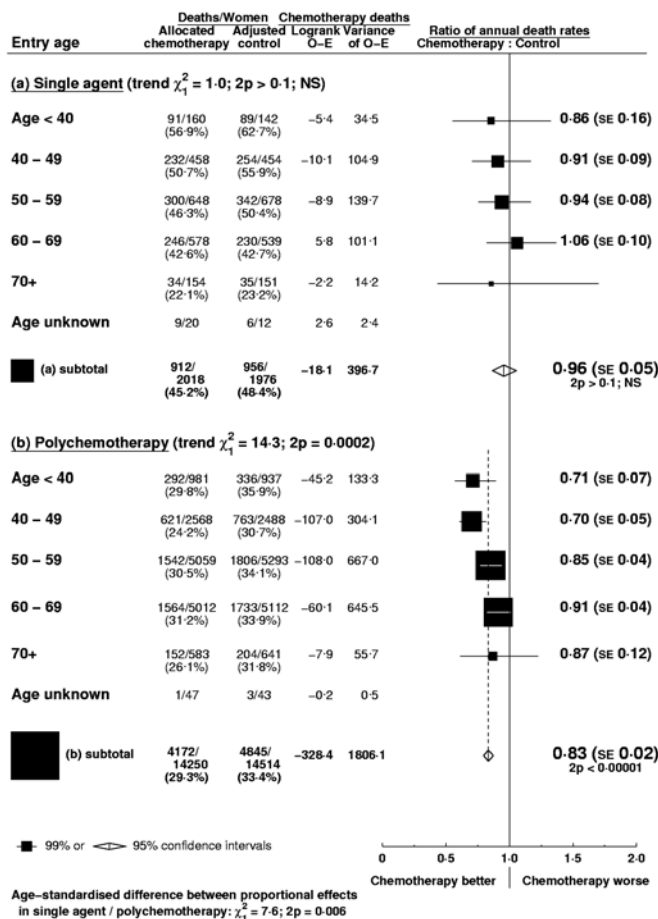 Deaths/Women Chemotherapy deaths
Allocated Adjusted Logrank Variance Ratio of annual death rates
Entry age chemotherapy control O–E of O–E Chemotherapy : Control
(a) Single agent (trend χ²₁ = 1·0; 2p > 0·1; NS)
Age < 40 91/160 89/142 –5·4 34·5 0·86 (SE 0·16)
(56·9%) (62·7%)
40 – 49 232/458 254/454 –10·1 104·9 0·91 (SE 0·09)
(50·7%) (55·9%)
50 – 59 300/648 342/678 –8·9 139·7 0·94 (SE 0·08)
(46·3%) (50·4%)
60 – 69 246/578 230/539 5·8 101·1 1·06 (SE 0·10)
(42·6%) (42·7%)
70+ 34/154 35/151 –2·2 14·2
(22·1%) (23·2%)
Age unknown 9/20 6/12 2·6 2·4
(a) subtotal 912/ 956/ –18·1 396·7 0·96 (SE 0·05)
2018 1976 2p > 0·1; NS
(45·2%) (48·4%)
(b) Polychemotherapy (trend χ²₁ = 14·3; 2p = 0·0002)
Age < 40 292/981 336/937 –45·2 133·3 0·71 (SE 0·07)
(29·8%) (35·9%)
40 – 49 621/2568 763/2488 –107·0 304·1 0·70 (SE 0·05)
(24·2%) (30·7%)
50 – 59 1542/5059 1806/5293 –108·0 667·0 0·85 (SE 0·04)
(30·5%) (34·1%)
60 – 69 1564/5012 1733/5112 –60·1 645·5 0·91 (SE 0·04)
(31·2%) (33·9%)
70+ 152/583 204/641 –7·9 55·7 0·87 (SE 0·12)
(26·1%) (31·8%)
Age unknown 1/47 3/43 –0·2 0·5
(b) subtotal 4172/ 4845/ –328·4 1806·1 0·83 (SE 0·02)
14250 14514 2p < 0·00001
(29·3%) (33·4%)
99% or 95% confidence intervals
0 0·5 1·0 1·5 2·0
Chemotherapy better Chemotherapy worse
Age–standardised difference between proportional effects
in single agent / polychemotherapy: χ²₁ = 7·6; 2p = 0·006